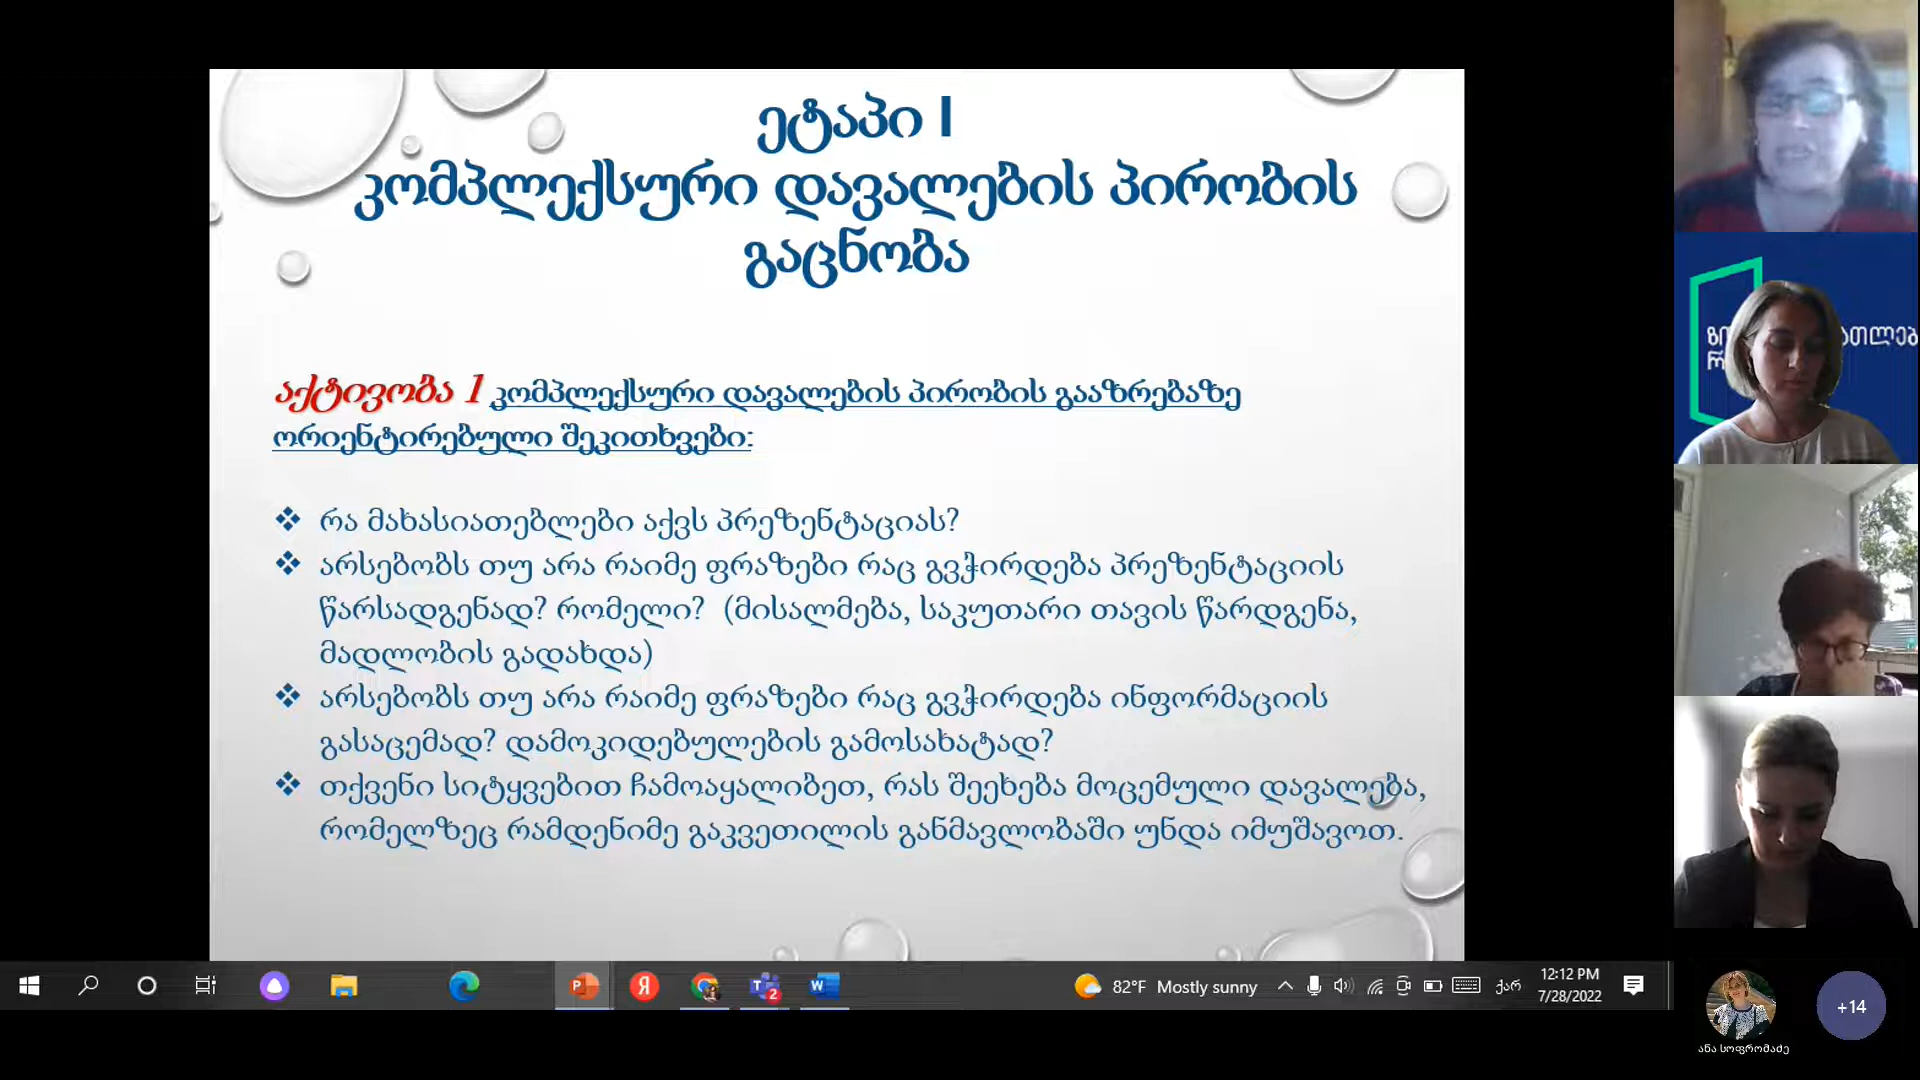 ეტაპი I
კომპლექსური დავალების პირობის
გაცნობა
აქტივობა 1 კომპლექსური დავალების პირობის გააზრებაზე
ორიენტირებული შეკითხვები:
❖ რა მახასიათებლები აქვს პრეზენტაციას?
❖ არსებობს თუ არა რაიმე ფრაზები რაც გვჭირდება პრეზენტაციის
წარსადგენად? რომელი? (მისალმება, საკუთარი თავის წარდგენა,
მადლობის გადახდა)
❖ არსებობს თუ არა რაიმე ფრაზები რაც გვჭირდება ინფორმაციის
გასაცემად? დამოკიდებულების გამოსახატად?
❖ თქვენი სიტყვებით ჩამოაყალიბეთ, რას შეეხება მოცემული დავალება,
რომელზეც რამდენიმე გაკვეთილის განმავლობაში უნდა იმუშავოთ.
82°F Mostly sunny
ქარ
12:12 PM
7/28/2022
+14
ანა სოფრომაძე